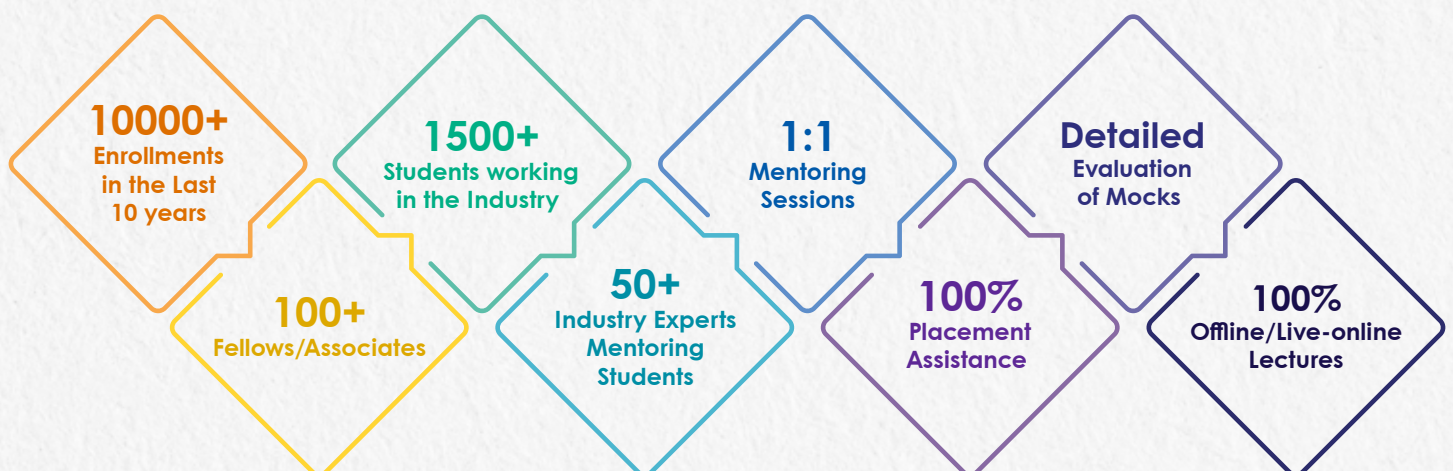 10000+
Enrollments
in the Last
10 years
100+
Fellows/Associates
1500+
Students working
in the Industry
50+
Industry Experts
Mentoring
Students
1:1
Mentoring
Sessions
100%
Placement
Assistance
Detailed
Evaluation
of Mocks
100%
Offline/Live-online
Lectures